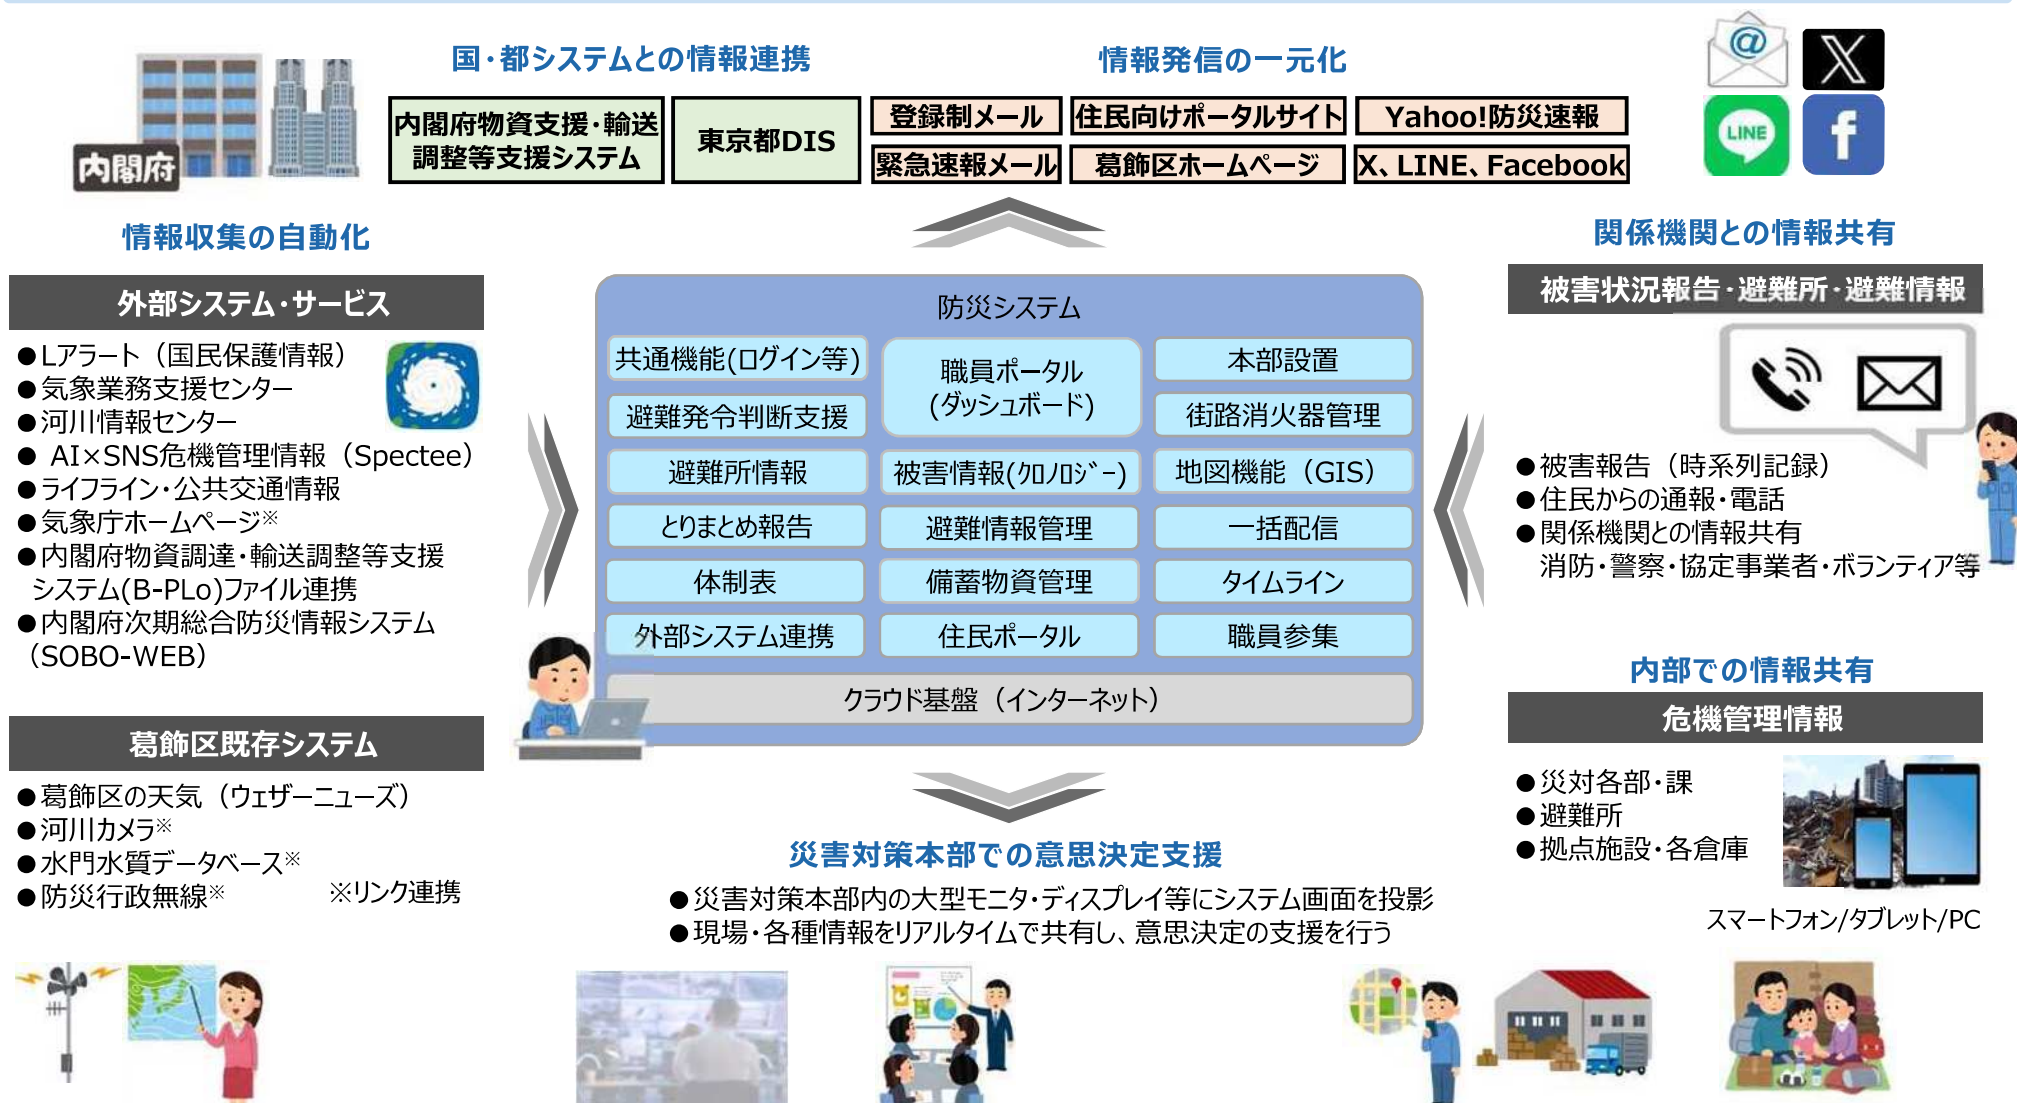 国・都システムとの情報連携
情報発信の一元化
内閣府
内閣府物資支援・輸送
調整等支援システム
東京都DIS
登録制メール
住民向けポータルサイト
Yahoo!防災速報
緊急速報メール
葛飾区ホームページ
X、LINE、Facebook
LINE
情報収集の自動化
外部システム・サービス
●Lアラート（国民保護情報）
●気象業務支援センター
●河川情報センター
● AI×SNS危機管理情報（Spectee）
●ライフライン・公共交通情報
●気象庁ホームページ※
●内閣府物資調達・輸送調整等支援
システム(B-PLo)ファイル連携
●内閣府次期総合防災情報システム
（SOBO-WEB）
葛飾区既存システム
●葛飾区の天気（ウェザーニューズ）
●河川カメラ※
●水門水質データベース※
●防災行政無線※
※リンク連携
防災システム
共通機能(ログイン等)
職員ポータル
(ダッシュボード)
本部設置
避難発令判断支援
街路消火器管理
避難所情報
被害情報(ｸﾛﾉﾛｼﾞｰ)
地図機能（GIS）
とりまとめ報告
避難情報管理
一括配信
体制表
備蓄物資管理
タイムライン
外部システム連携
住民ポータル
職員参集
クラウド基盤（インターネット）
災害対策本部での意思決定支援
●災害対策本部内の大型モニタ・ディスプレイ等にシステム画面を投影
●現場・各種情報をリアルタイムで共有し、意思決定の支援を行う
関係機関との情報共有
被害状況報告・避難所・避難情報
●被害報告（時系列記録）
●住民からの通報・電話
●関係機関との情報共有
消防・警察・協定事業者・ボランティア等
内部での情報共有
危機管理情報
●災対各部・課
●避難所
●拠点施設・各倉庫
スマートフォン/タブレット/PC